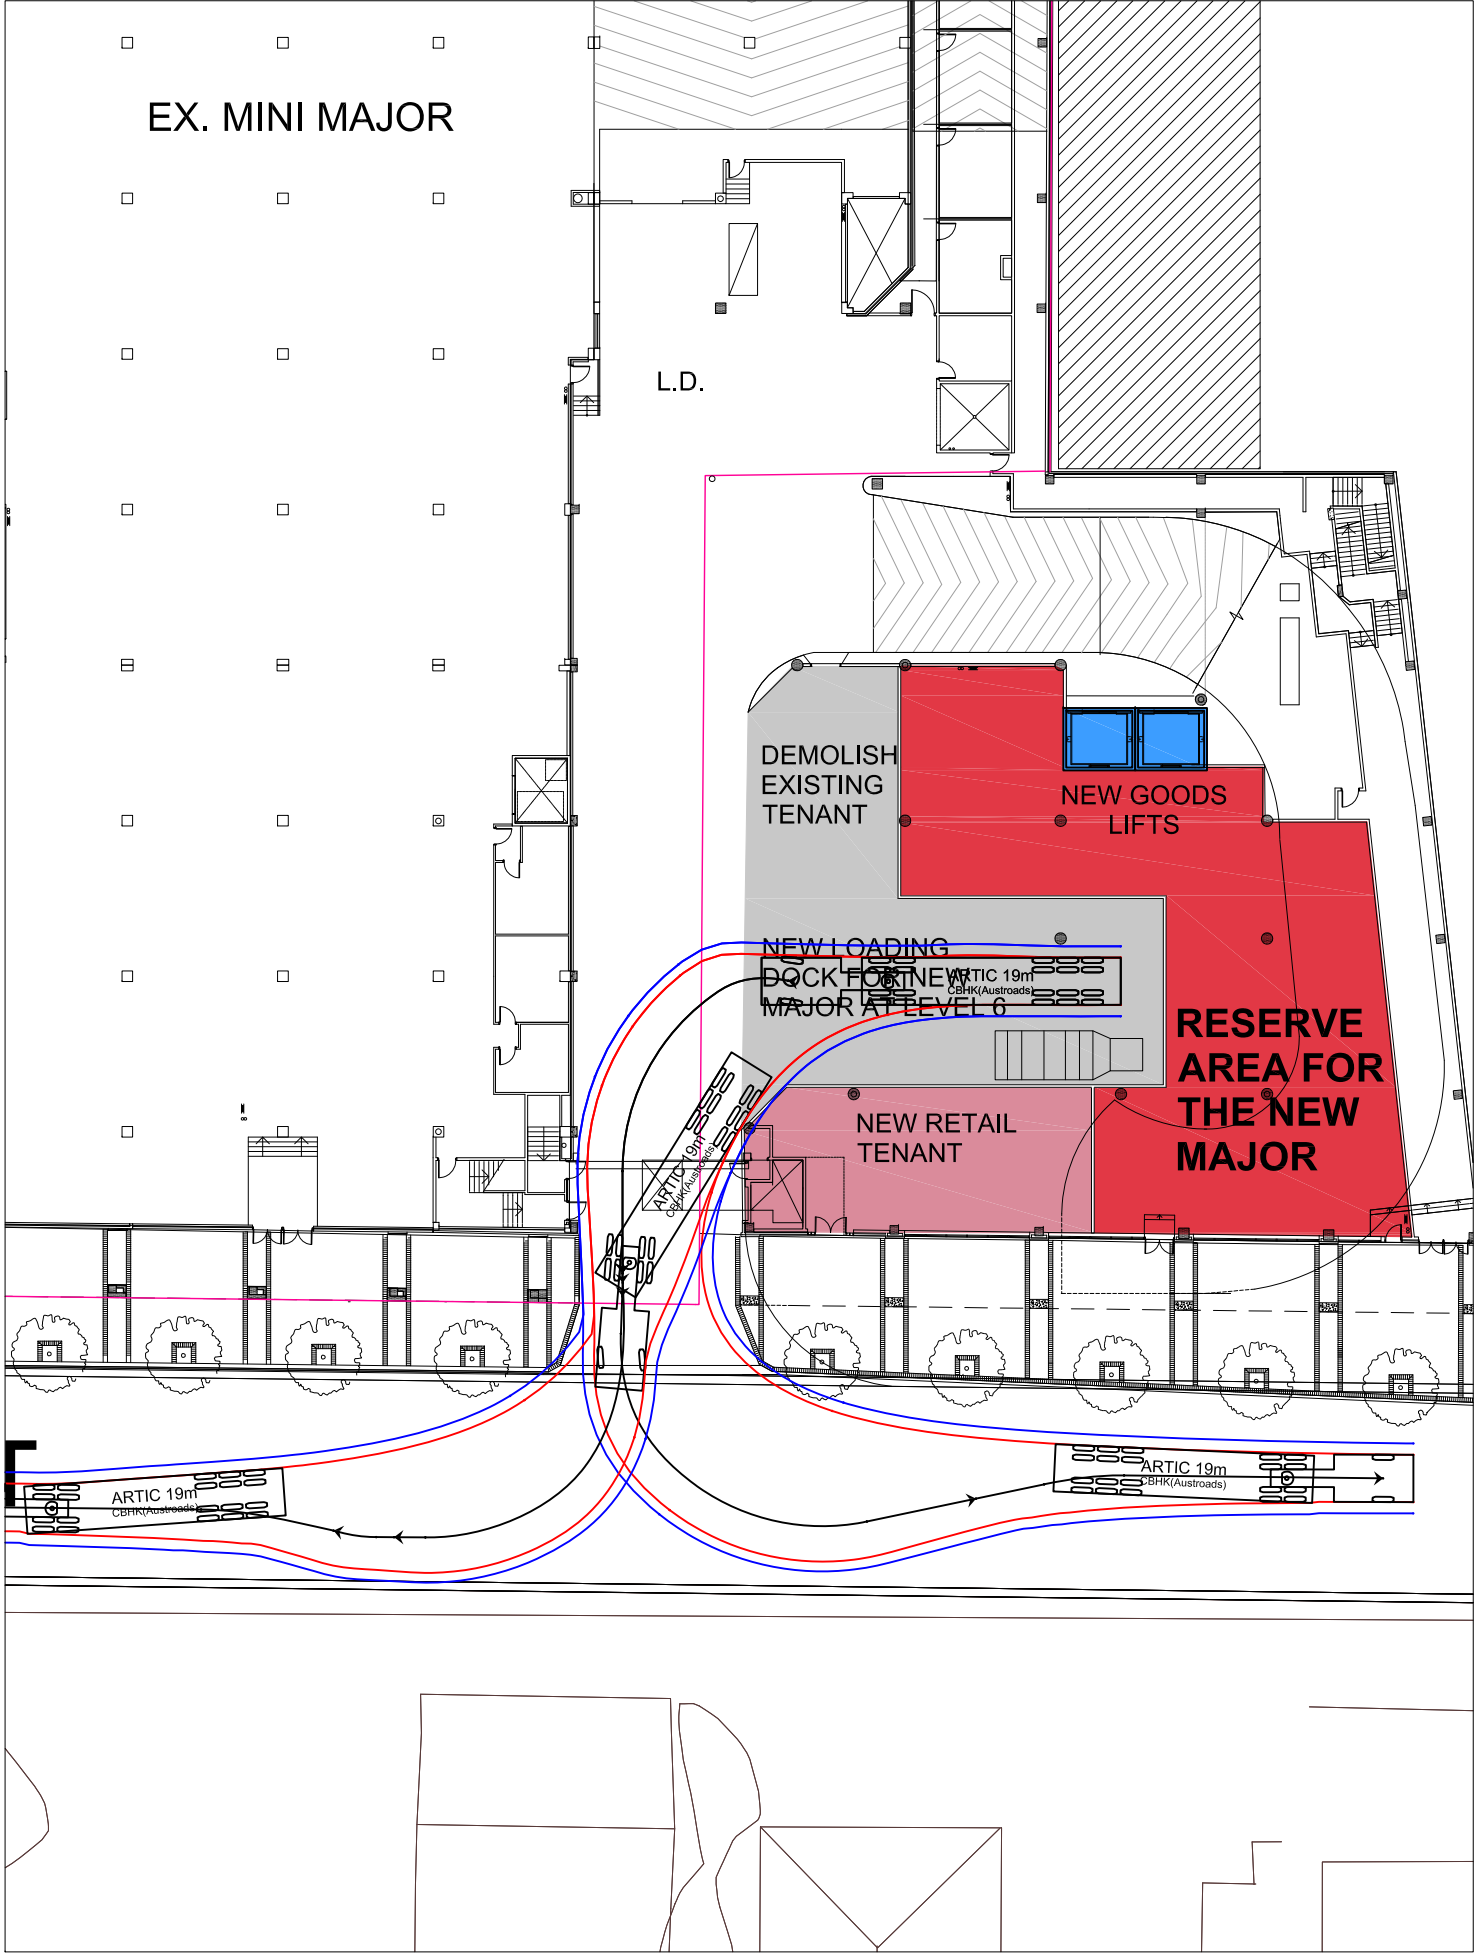 EX. MINI MAJOR
L.D.
DEMOLISH
EXISTING
TENANT
NEW GOODS
LIFTS
NEW LOADING
DOCK FOR NEW
MAJOR AT LEVEL 6
ARTIC 19m
CBHK(Austroads)
RESERVE
AREA FOR
THE NEW
MAJOR
NEW RETAIL
TENANT
ARTIC 19m
CBHK(Austroads)
ARTIC 19m
CBHK(Austroads)
ARTIC 19m
CBHK(Austroads)